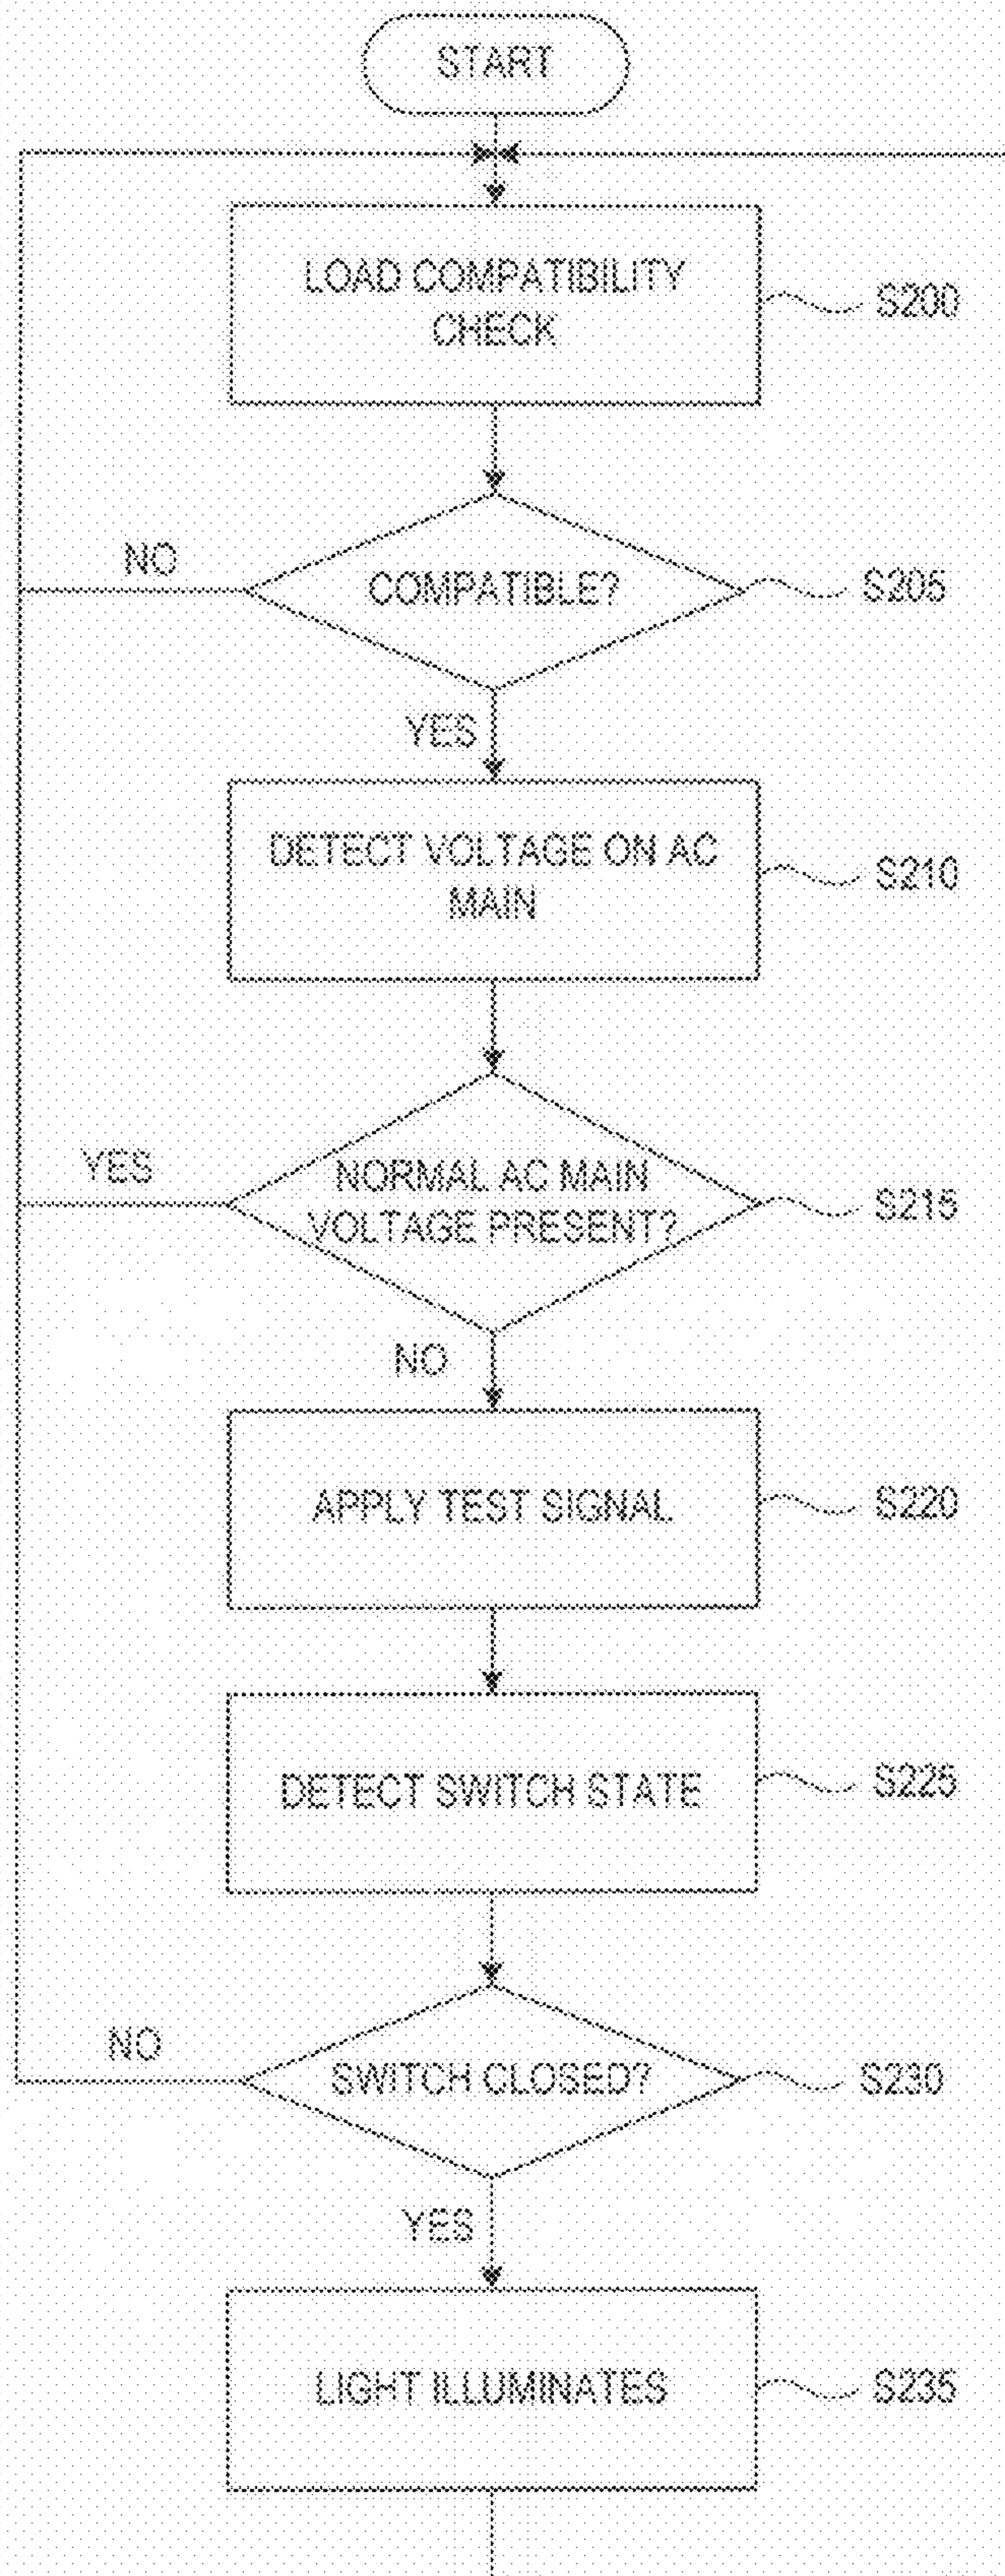 START
LOAD COMPATIBILITY
CHECK
S200
NO
COMPATIBLE?
S205
YES
DETECT VOLTAGE ON AC
MAIN
S210
YES
NORMAL AC MAIN
VOLTAGE PRESENT?
S215
NO
APPLY TEST SIGNAL
S220
DETECT SWITCH STATE
S225
NO
SWITCH CLOSED?
S230
YES
LIGHT ILLUMINATES
S235